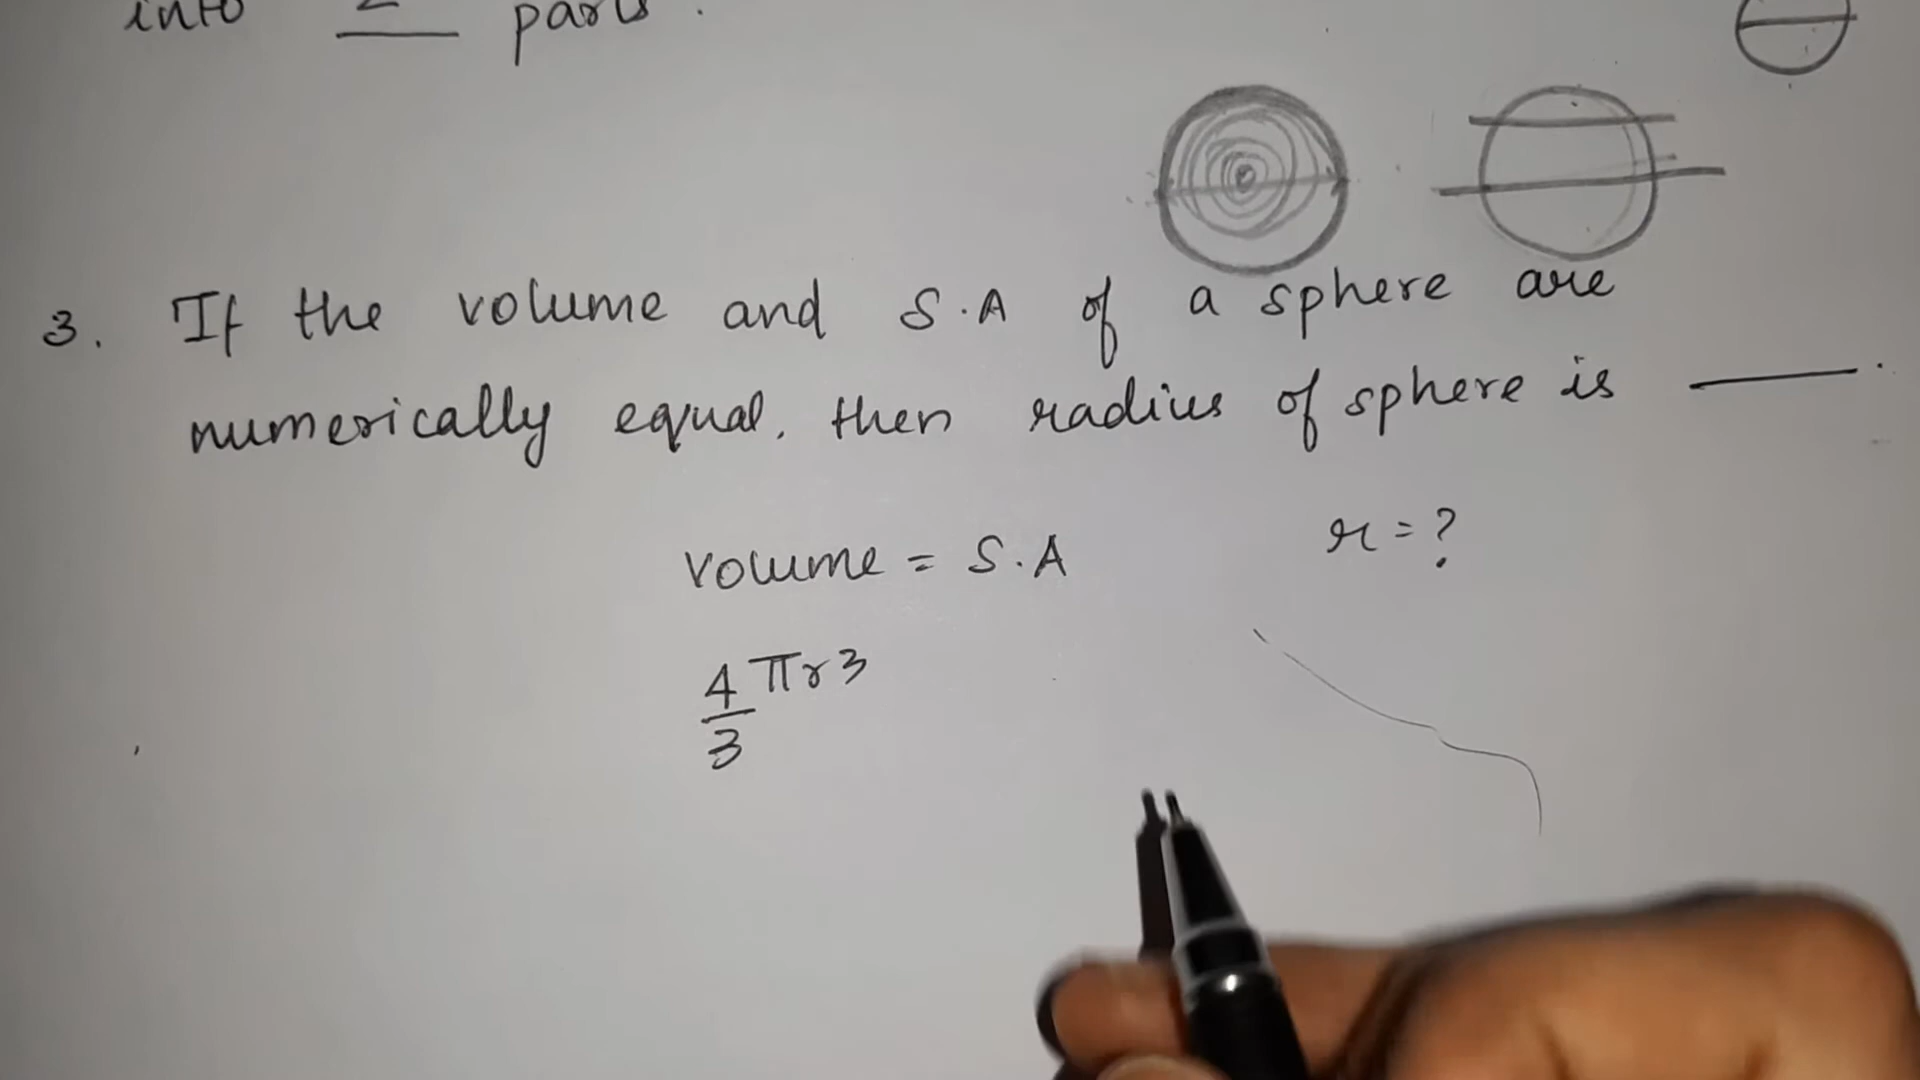 into 2 parts.
3. If the volume and S.A of a sphere are
numerically equal. then radius of sphere is ___.
volume = S.A
r = ?
4/3 πr3